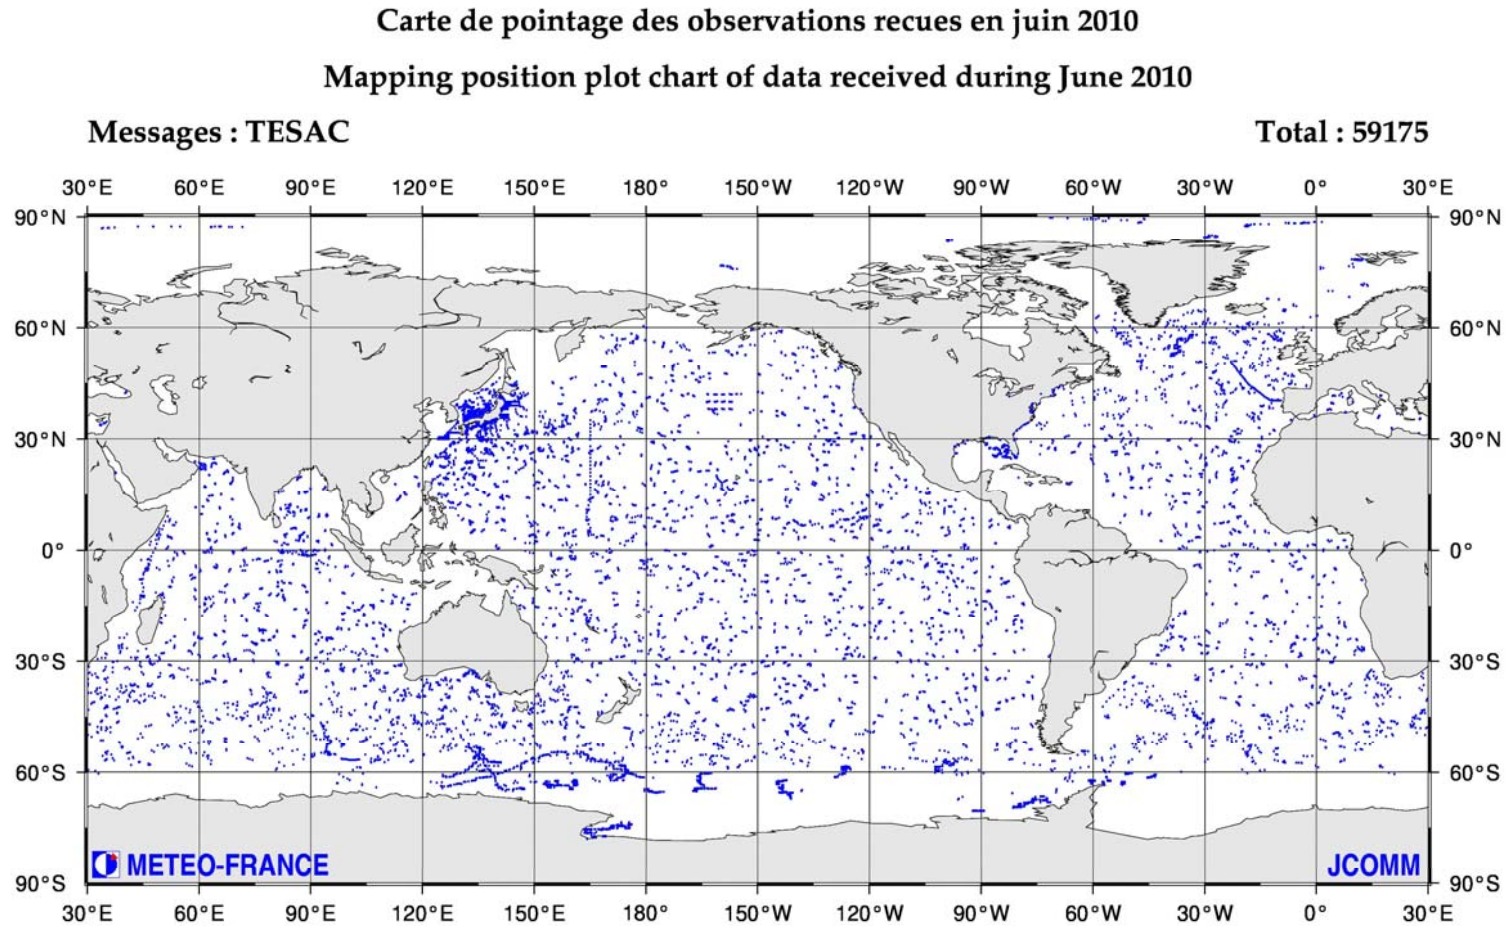 Carte de pointage des observations recues en juin 2010
Mapping position plot chart of data received during June 2010
Messages : TESAC Total : 59175
30°E 60°E 90°E 120°E 150°E 180° 150°W 120°W 90°W 60°W 30°W 0° 30°E
90°N 90°N
60°N 60°N
30°N 30°N
0° 0°
30°S 30°S
60°S 60°S
METEO-FRANCE JCOMM
90°S 90°S
30°E 60°E 90°E 120°E 150°E 180° 150°W 120°W 90°W 60°W 30°W 0° 30°E